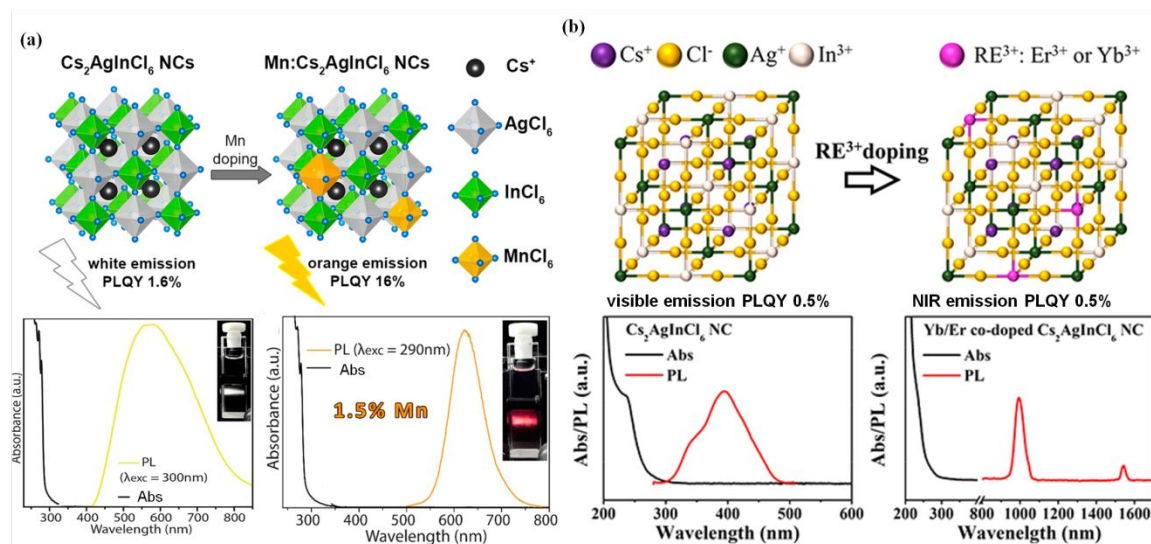 (a)
Cs2AgInCl6 NCs
Mn:Cs2AgInCl6 NCs
Mn
doping
Cs+
AgCl6
InCl6
MnCl6
white emission
PLQY 1.6%
orange emission
PLQY 16%
Absorbance (a.u.)
PL
(λexc = 300nm)
Abs
300 400 500 600 700 800
Wavelength (nm)
Absorbance (a.u.)
PL (λexc = 290nm)
Abs
1.5% Mn
300 400 500 600 700 800
Wavelength (nm)
(b)
Cs+ Cl- Ag+ In3+
RE3+: Er3+ or Yb3+
RE3+doping
visible emission PLQY 0.5%
NIR emission PLQY 0.5%
Abs/PL (a.u.)
Cs2AgInCl6 NC
Abs
PL
200 300 400 500 600
Wavelength (nm)
Abs/PL (a.u.)
Yb/Er co-doped Cs2AgInCl6 NC
Abs
PL
200 300 800 1000 1200 1400 1600
Wavenelgth (nm)